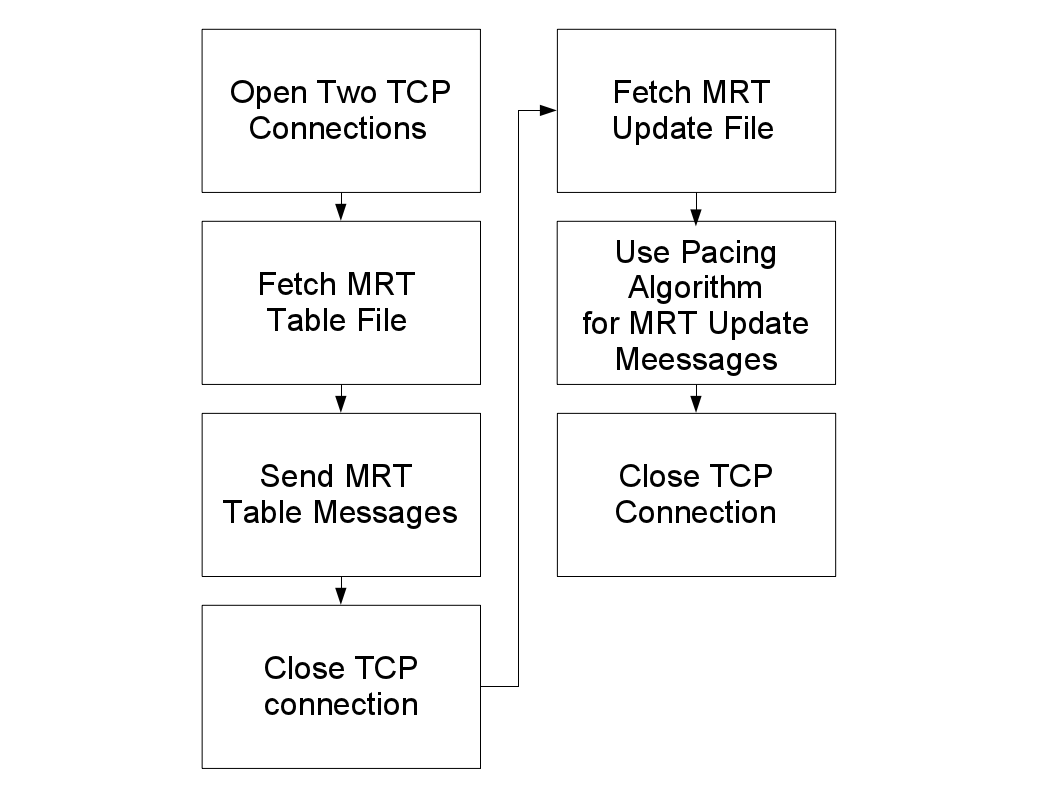 Open Two TCP
Connections
Fetch MRT
Table File
Send MRT
Table Messages
Close TCP
connection
Fetch MRT
Update File
Use Pacing
Algorithm
for MRT Update
Meessages
Close TCP
Connection